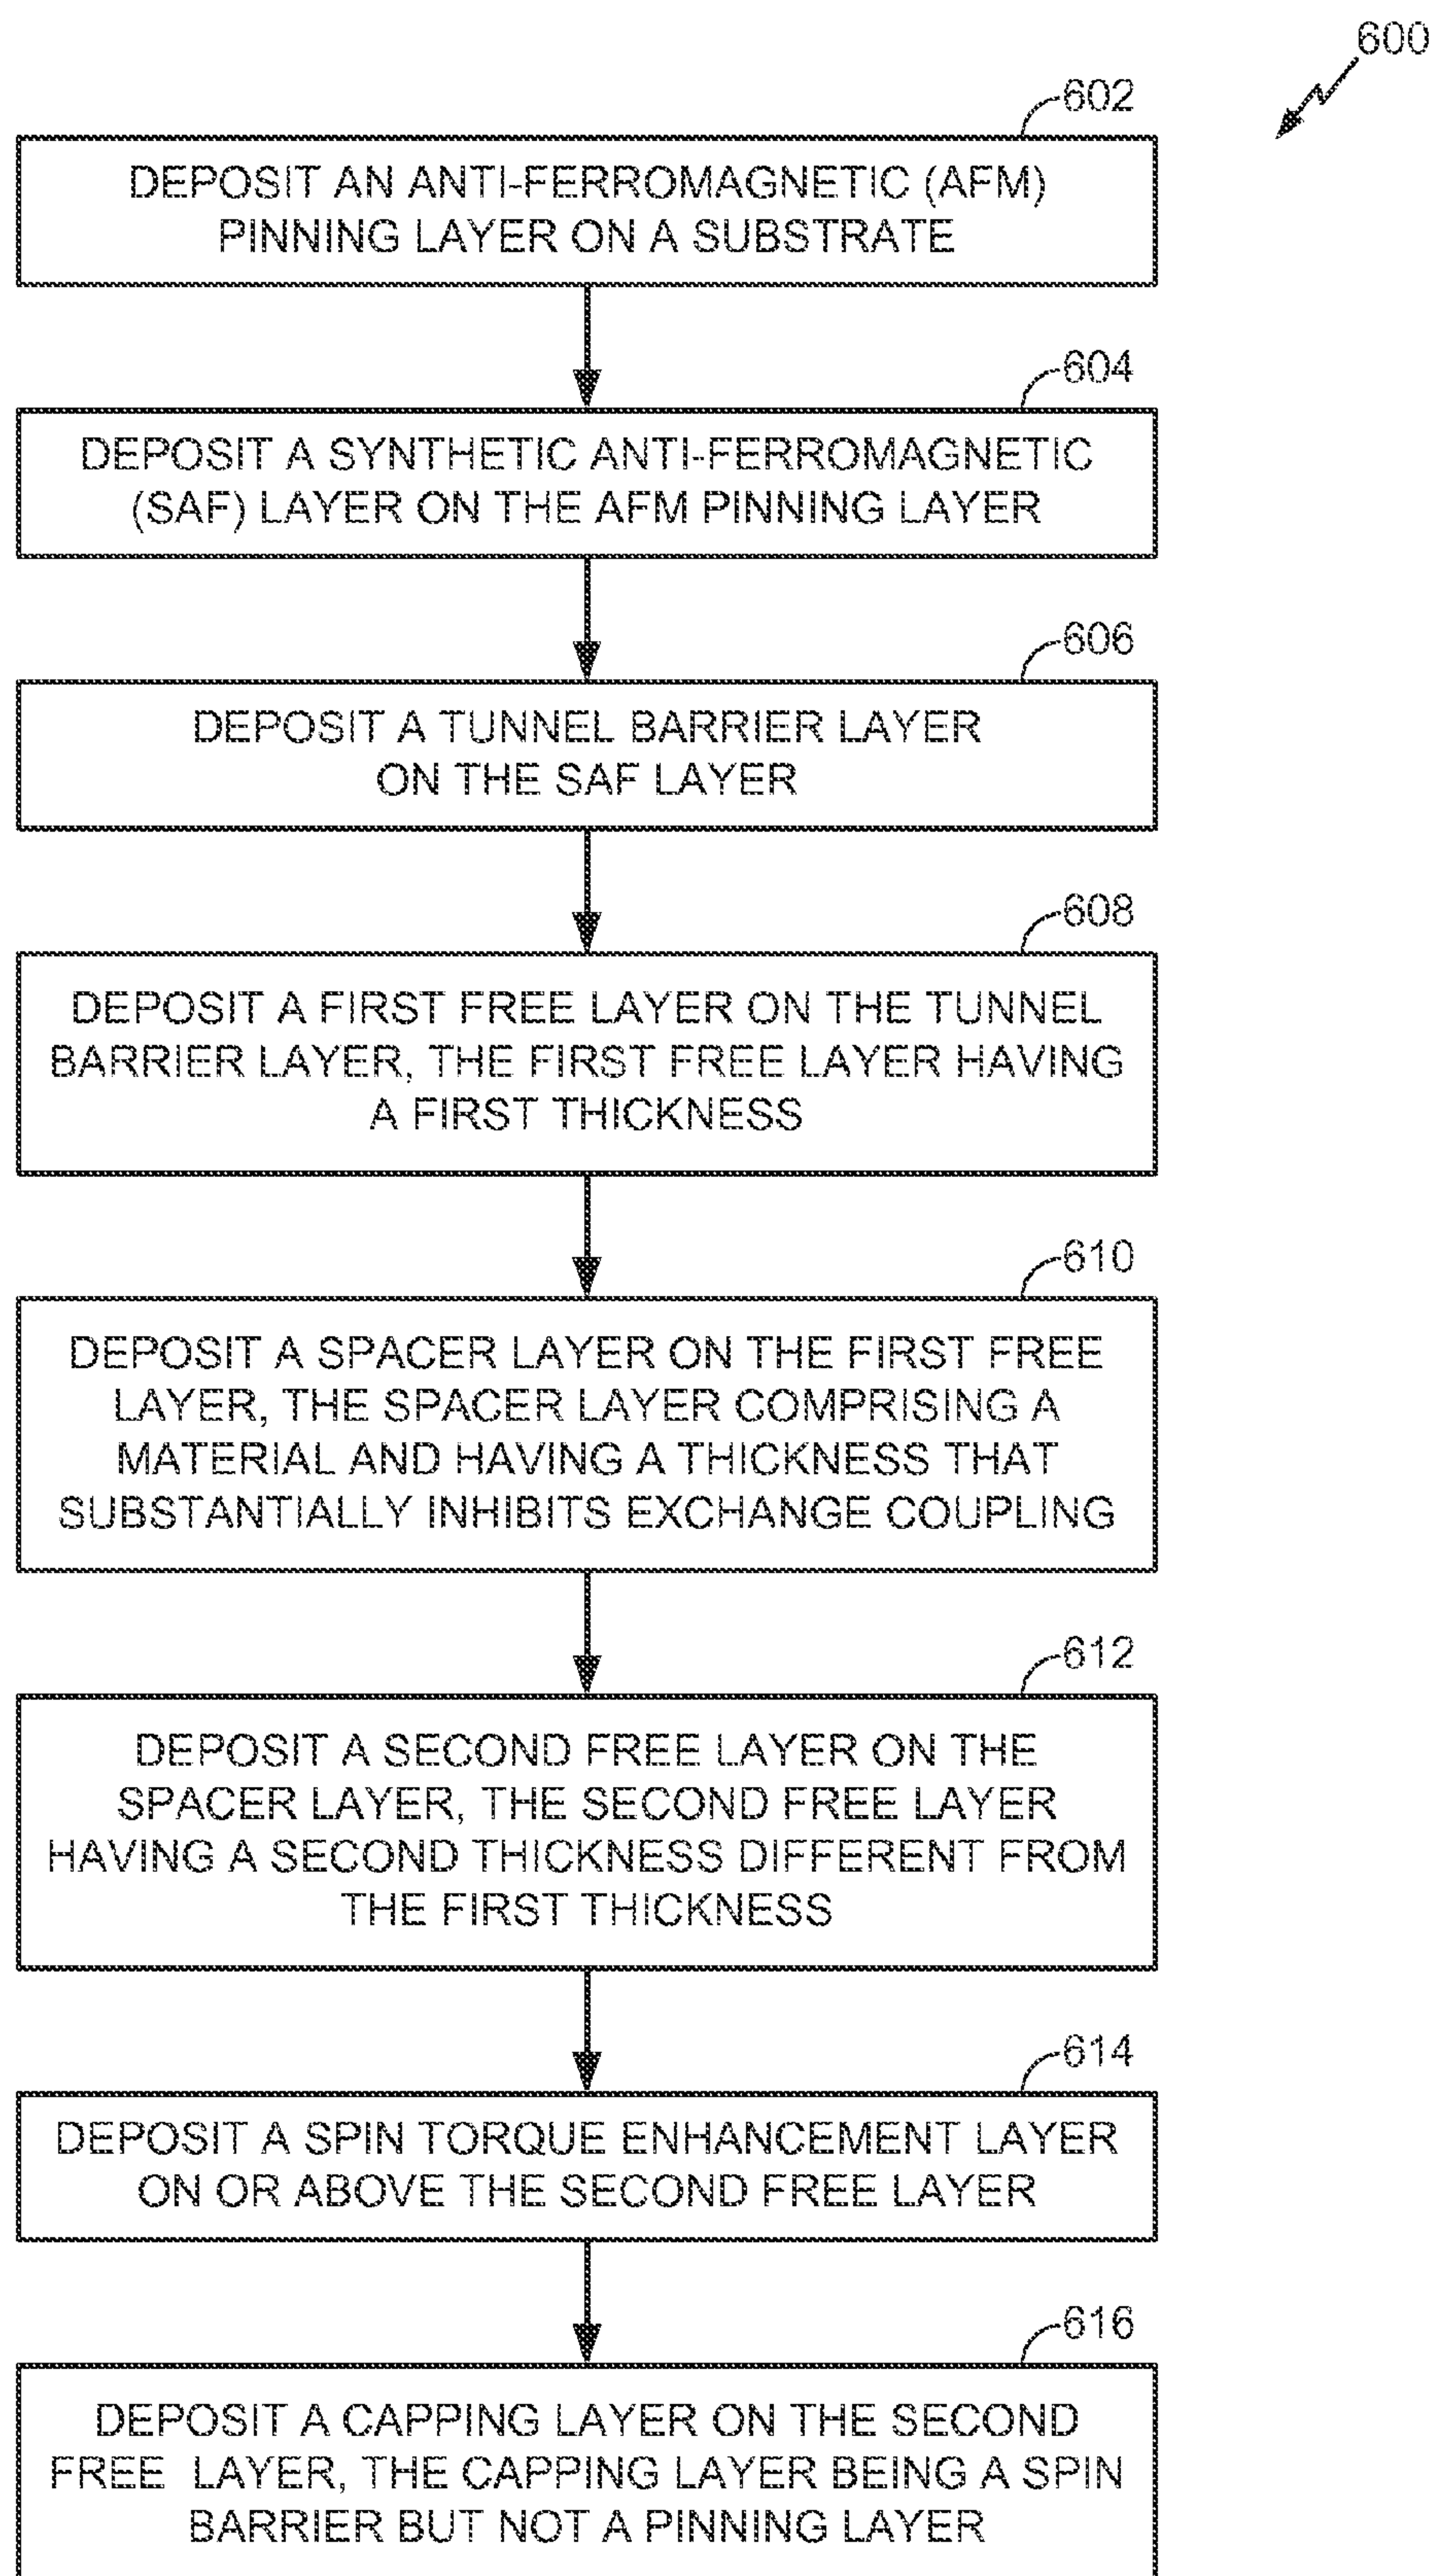 600
602
DEPOSIT AN ANTI-FERROMAGNETIC (AFM)
PINNING LAYER ON A SUBSTRATE
604
DEPOSIT A SYNTHETIC ANTI-FERROMAGNETIC
(SAF) LAYER ON THE AFM PINNING LAYER
606
DEPOSIT A TUNNEL BARRIER LAYER
ON THE SAF LAYER
608
DEPOSIT A FIRST FREE LAYER ON THE TUNNEL
BARRIER LAYER, THE FIRST FREE LAYER HAVING
A FIRST THICKNESS
610
DEPOSIT A SPACER LAYER ON THE FIRST FREE
LAYER, THE SPACER LAYER COMPRISING A
MATERIAL AND HAVING A THICKNESS THAT
SUBSTANTIALLY INHIBITS EXCHANGE COUPLING
612
DEPOSIT A SECOND FREE LAYER ON THE
SPACER LAYER, THE SECOND FREE LAYER
HAVING A SECOND THICKNESS DIFFERENT FROM
THE FIRST THICKNESS
614
DEPOSIT A SPIN TORQUE ENHANCEMENT LAYER
ON OR ABOVE THE SECOND FREE LAYER
616
DEPOSIT A CAPPING LAYER ON THE SECOND
FREE LAYER, THE CAPPING LAYER BEING A SPIN
BARRIER BUT NOT A PINNING LAYER